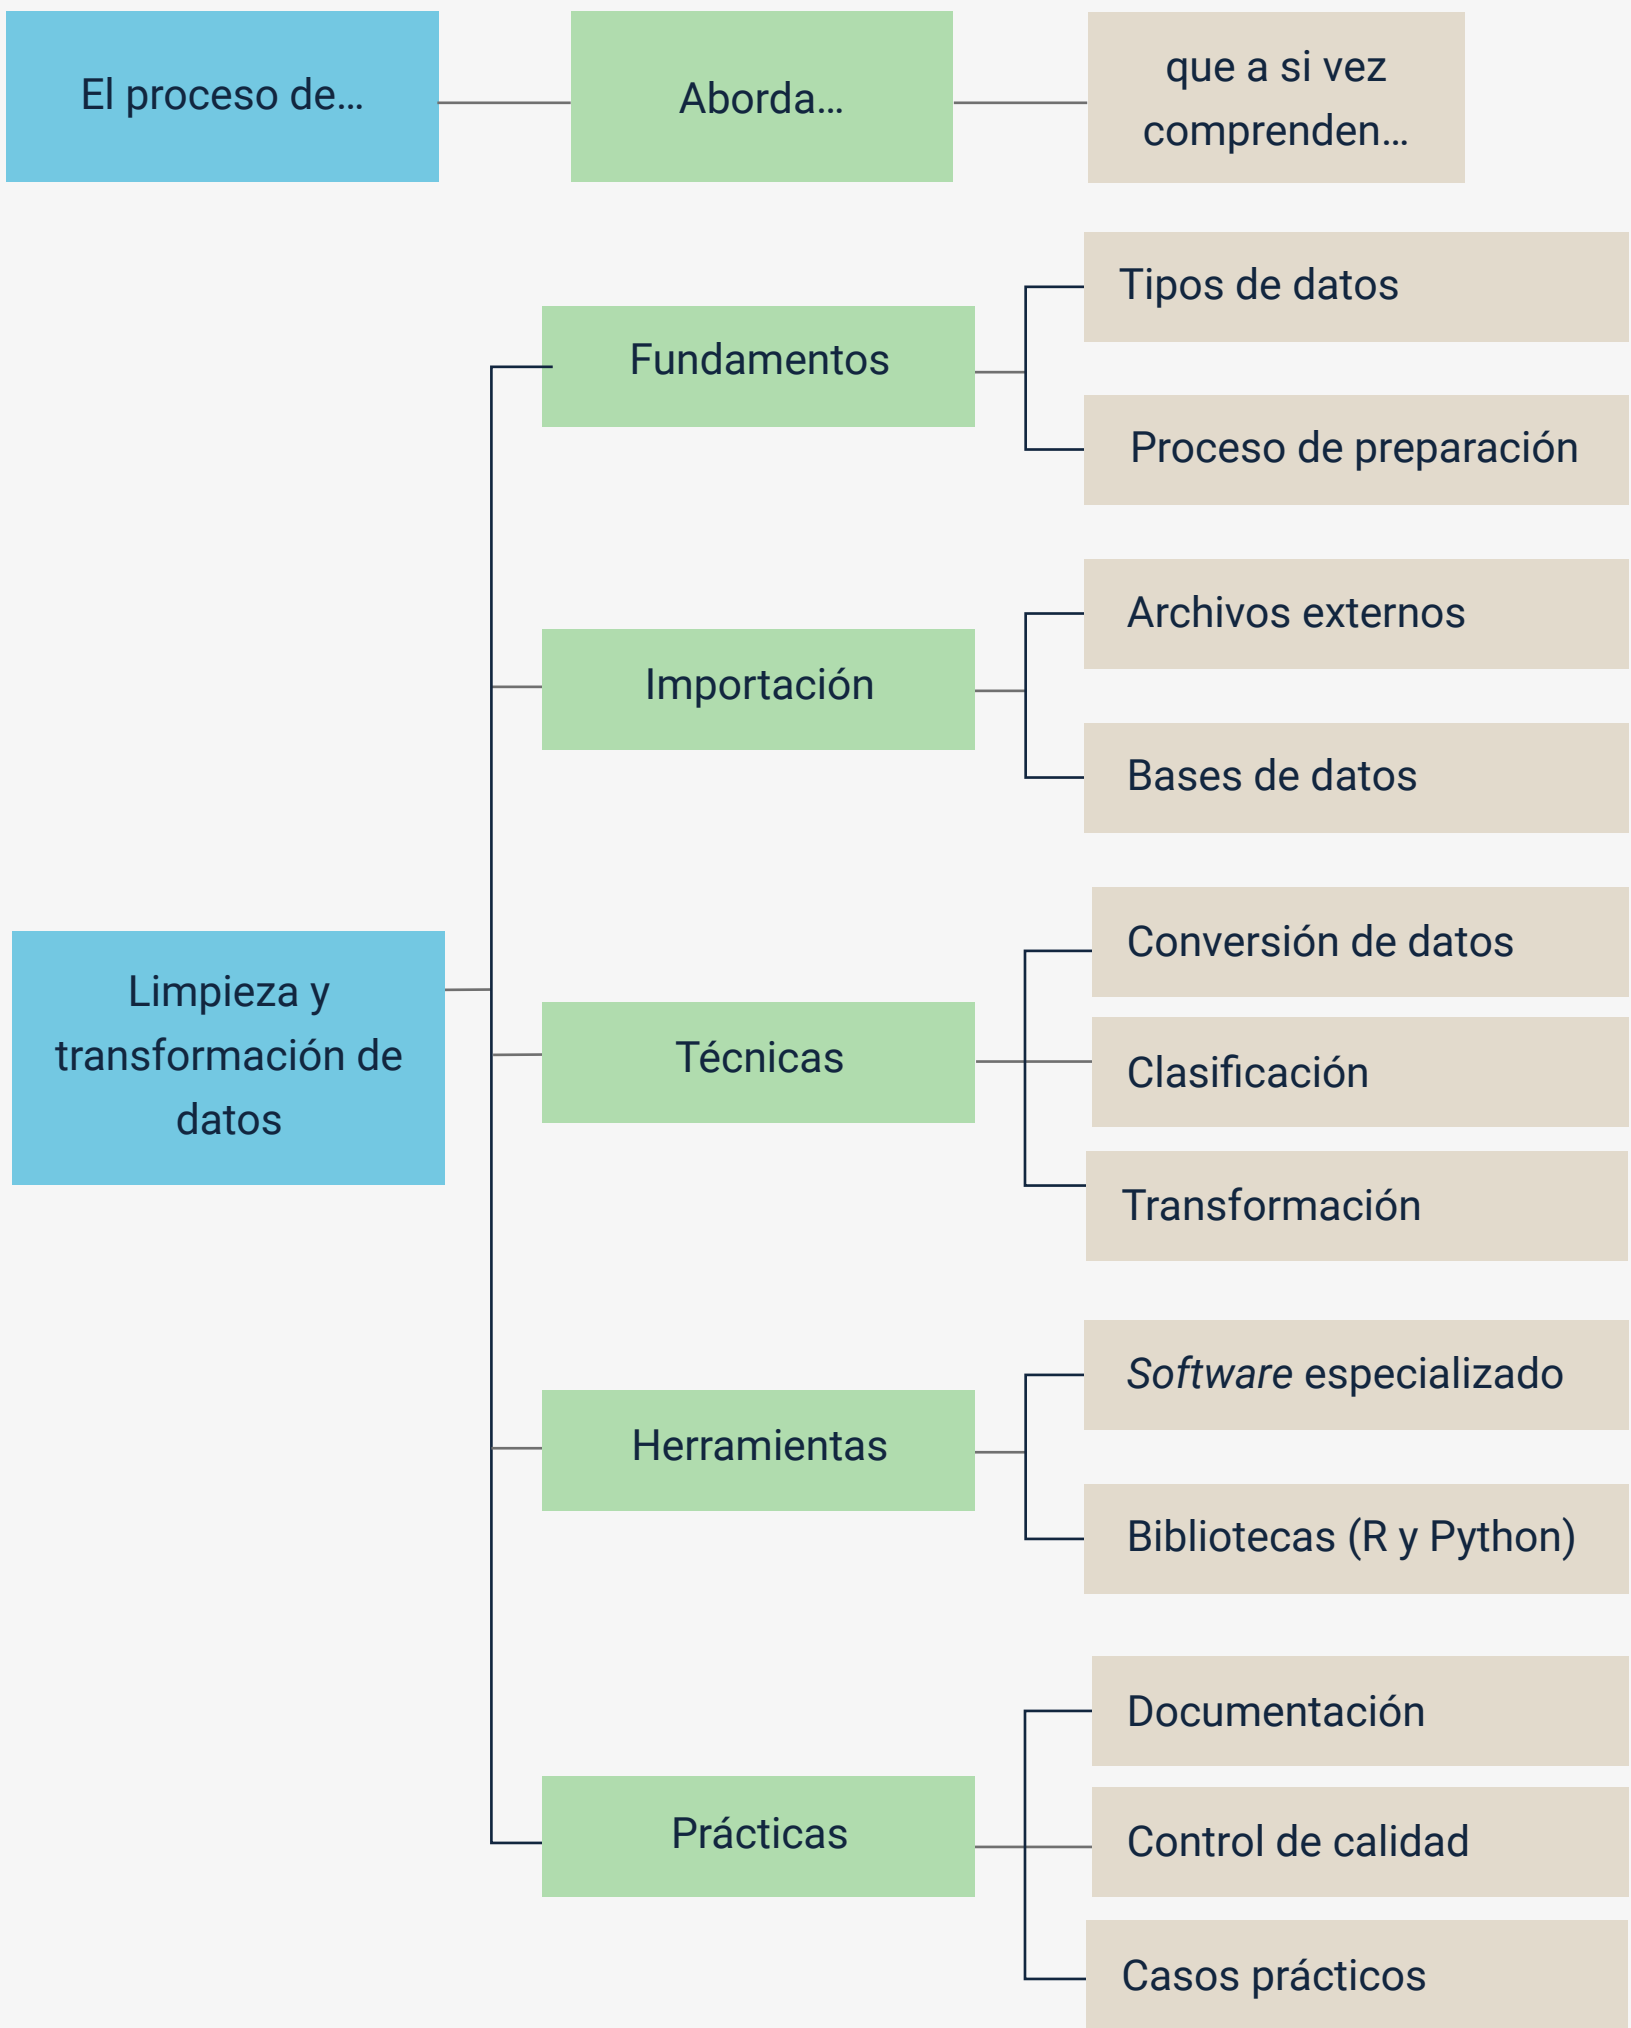 El proceso de...
Aborda...
que a si vez
comprenden...
Fundamentos
Tipos de datos
Proceso de preparación
Importación
Archivos externos
Bases de datos
Limpieza y
transformación de
datos
Técnicas
Conversión de datos
Clasificación
Transformación
Herramientas
Software especializado
Bibliotecas (R y Python)
Prácticas
Documentación
Control de calidad
Casos prácticos